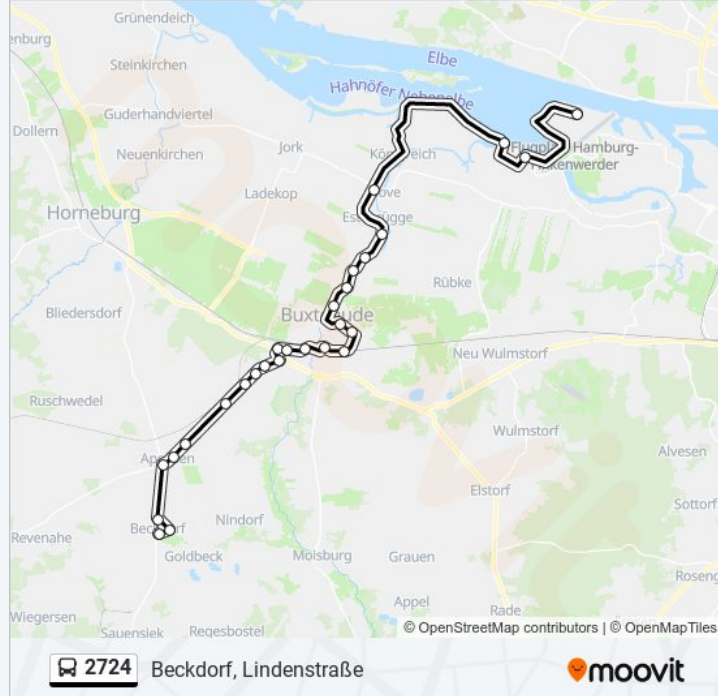 Grünendeich
enburg
Steinkirchen
Elbe
Hahnöfer Nebenelbe
Guderhandviertel
Dollern
Neuenkirchen
Jork
Flugplatz Hamburg-
Finkenwerder
Ladekop
Horneburg
Rübke
Bliedersdorf
Buxtehude
Neu Wulmstorf
Ruschwedel
Wulmstorf
Alvesen
Elstorf
Sottorf
Revenahe
Nindorf
Goldbeck
Moisburg
Grauen
Roseng
Appel
Wiegersen
Rade
Sauensiek
Regesbostel
© OpenStreetMap contributors | © OpenMapTiles
2724 Beckdorf, Lindenstraße
moovit